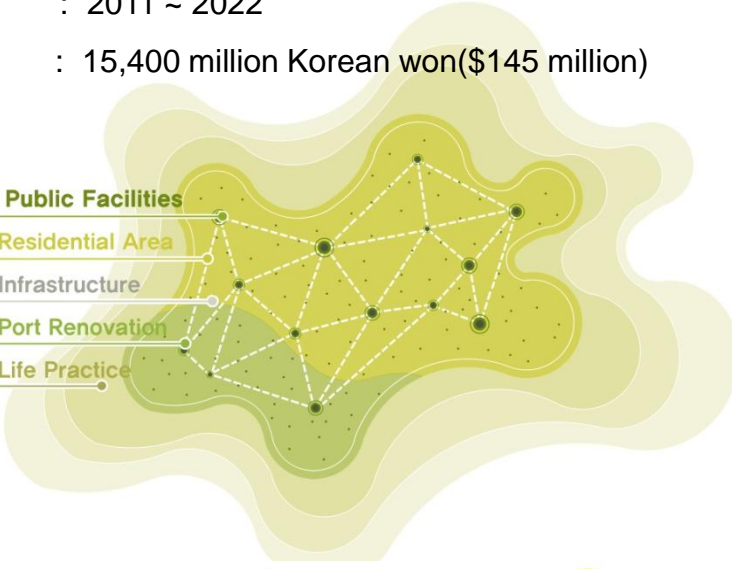 : 2011 ~ 2022
: 15,400 million Korean won($145 million)
Public Facilities
Residential Area
Infrastructure
Port Renovation
Life Practice